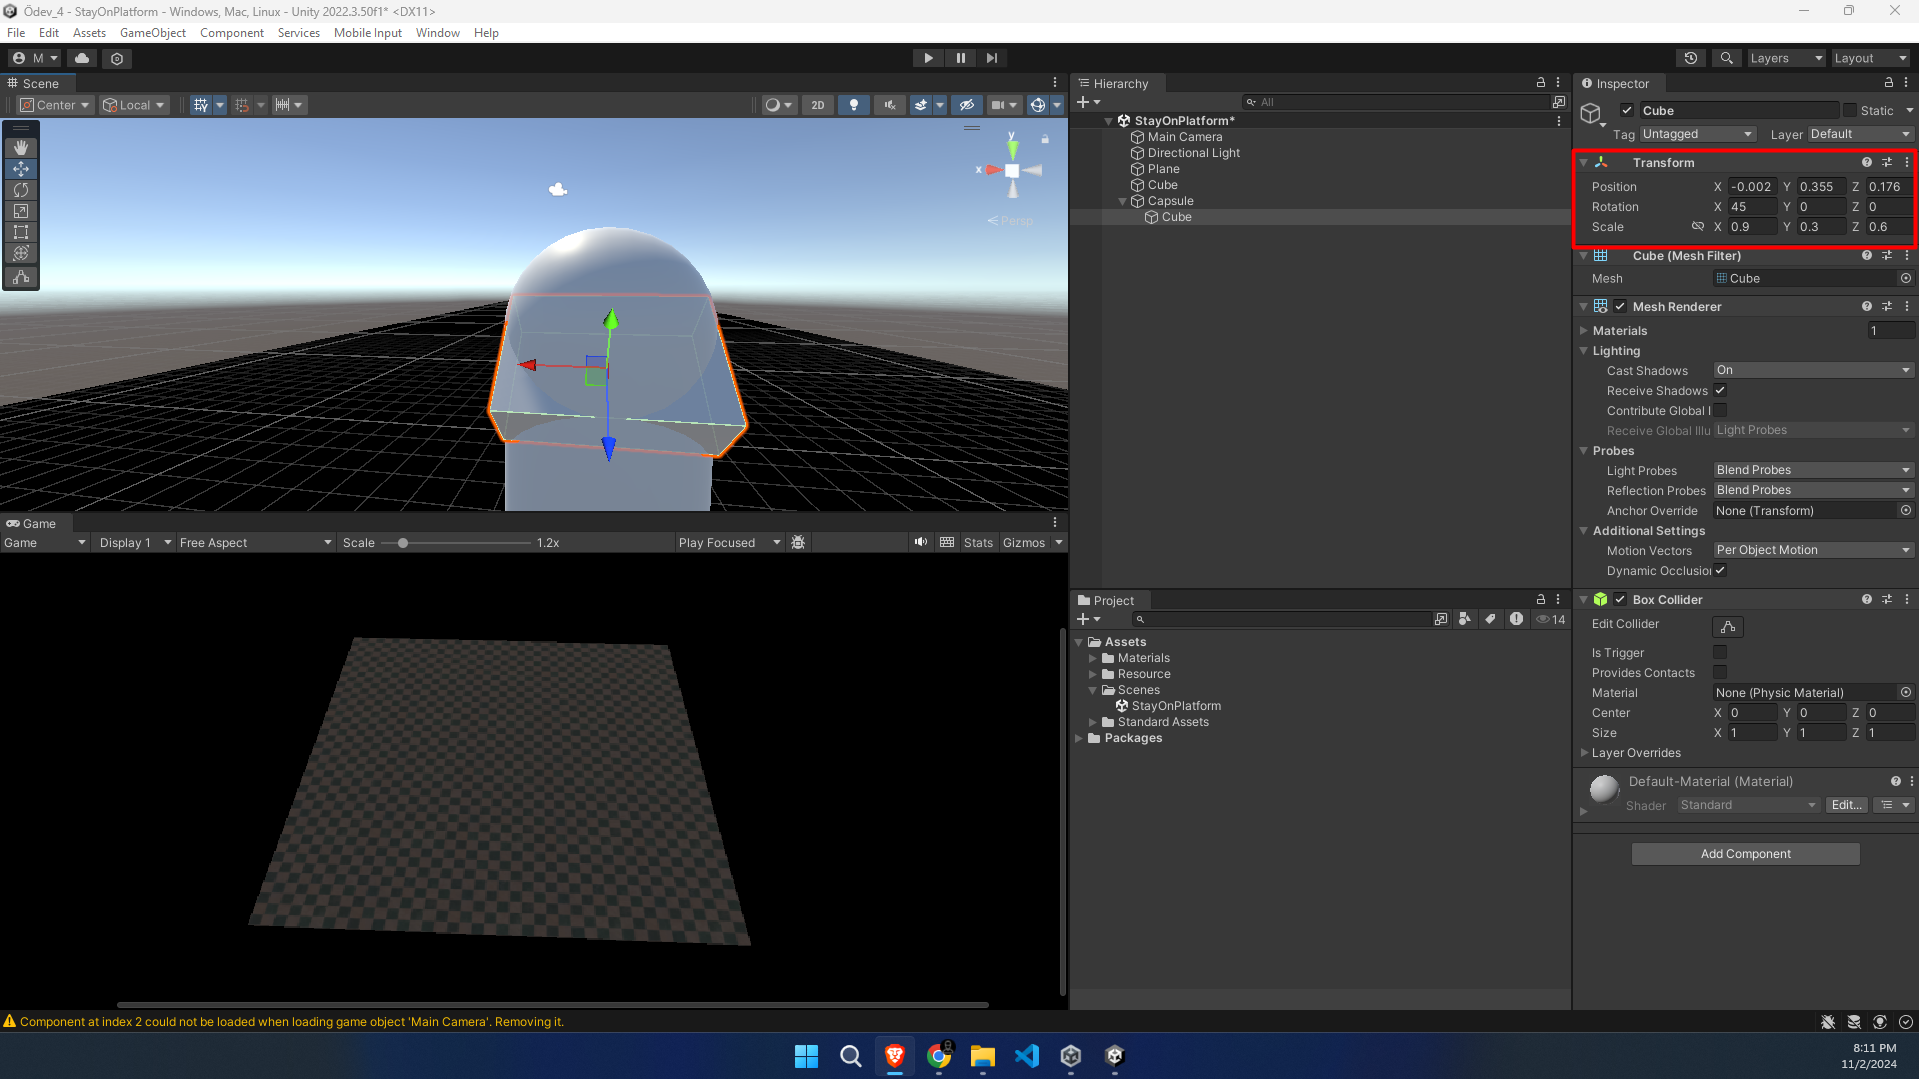 Ödev_4 - StayOnPlatform - Windows, Mac, Linux - Unity 2022.3.50f1* <DX11>
File Edit Assets GameObject Component Services Mobile Input Window Help
M Layers Layout
Scene
Center Local 2D
y
x
Persp
Game
Game Display 1 Free Aspect Scale 1.2x Play Focused Stats Gizmos
Hierarchy
All
StayOnPlatform*
Main Camera
Directional Light
Plane
Cube
Capsule
Cube
Project
14
Assets
Materials
Resource
Scenes
StayOnPlatform
Standard Assets
Packages
Inspector
Cube Static
Tag Untagged Layer Default
Transform
Position X -0.002 Y 0.355 Z 0.176
Rotation X 45 Y 0 Z 0
Scale X 0.9 Y 0.3 Z 0.6
Cube (Mesh Filter)
Mesh Cube
Mesh Renderer
Materials 1
Lighting
Cast Shadows On
Receive Shadows
Contribute Global I
Receive Global Illu Light Probes
Probes
Light Probes Blend Probes
Reflection Probes Blend Probes
Anchor Override None (Transform)
Additional Settings
Motion Vectors Per Object Motion
Dynamic Occlusion
Box Collider
Edit Collider
Is Trigger
Provides Contacts
Material None (Physic Material)
Center X 0 Y 0 Z 0
Size X 1 Y 1 Z 1
Layer Overrides
Default-Material (Material)
Shader Standard Edit...
Add Component
Component at index 2 could not be loaded when loading game object 'Main Camera'. Removing it.
8:11 PM
11/2/2024